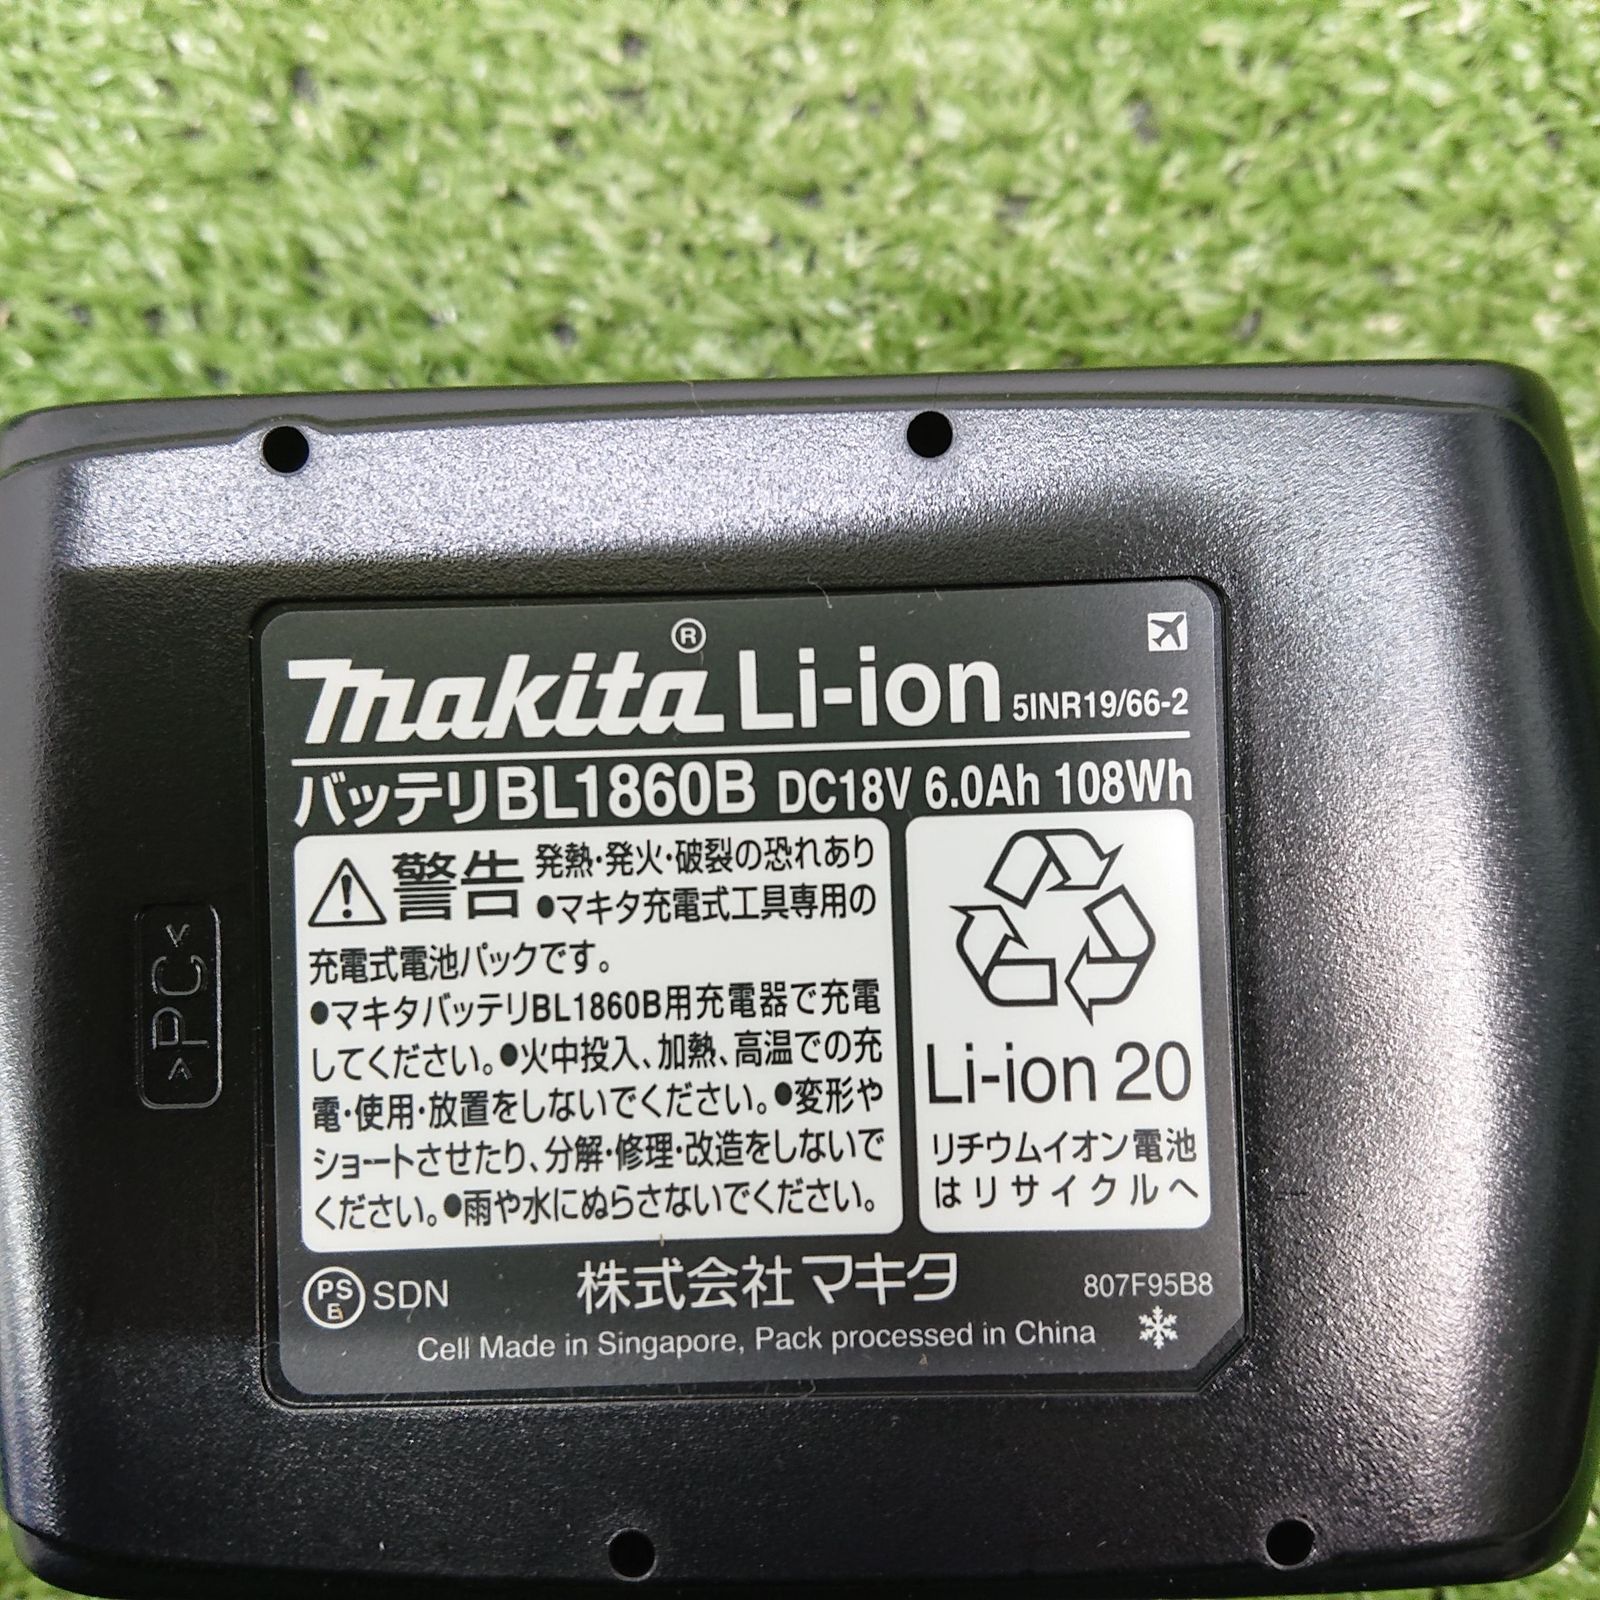 makita® Li-ion 5INR19/66-2
バッテリBL1860B DC18V 6.0Ah 108Wh
警告 発熱・発火・破裂の恐れあり
●マキタ充電式工具専用の
充電式電池パックです。
●マキタバッテリBL1860B用充電器で充電
してください。●火中投入、加熱、高温での充
電・使用・放置をしないでください。●変形や
ショートさせたり、分解・修理・改造をしないで
ください。●雨や水にぬらさないでください。
Li-ion 20
リチウムイオン電池
はリサイクルへ
PS
E
SDN
株式会社マキタ
807F95B8
Cell Made in Singapore, Pack processed in China
>PC<